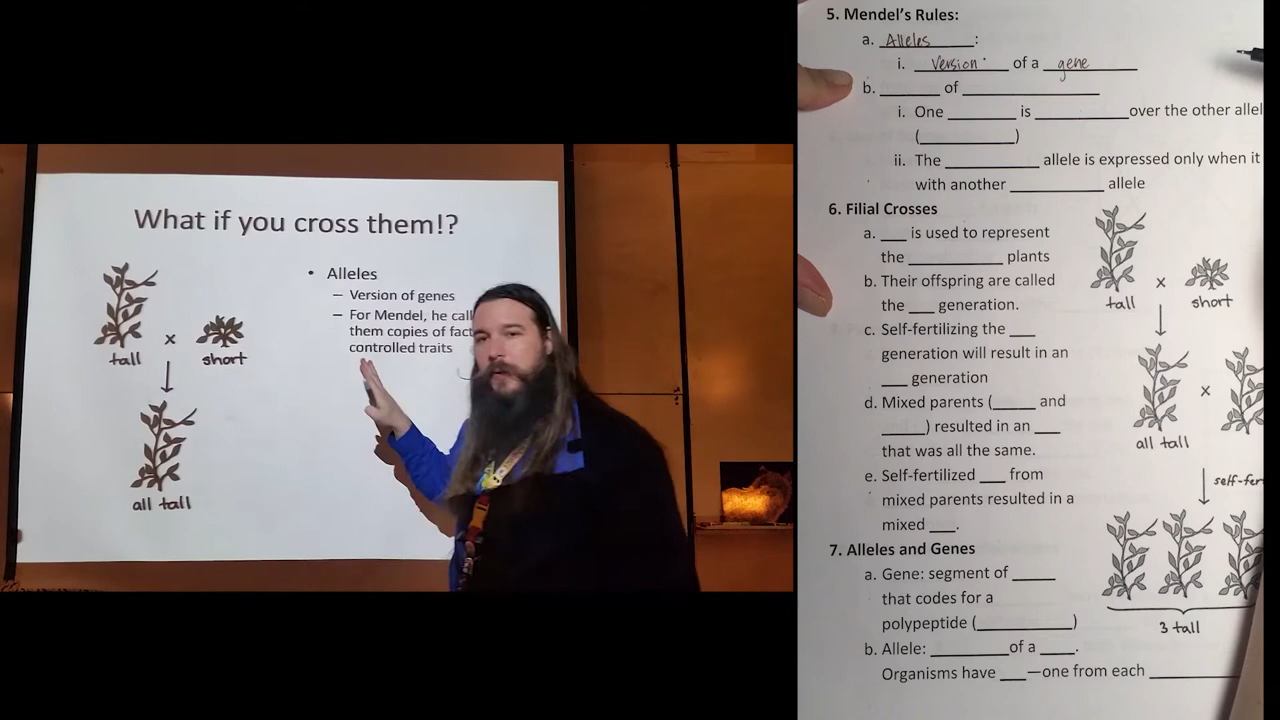 What if you cross them!?
• Alleles
– Version of genes
– For Mendel, he
them copies of
controlled traits
tall x short
all tall
5. Mendel's Rules:
a. Alleles:
i. Version of a gene
b. ________ of ________________
i. One ________ is ___________over the other
(___________)
ii. The ___________ allele is expressed only when it
with another ___________ allele
6. Filial Crosses
a. ___ is used to represent
the ___________ plants
b. Their offspring are called
the ___ generation.
c. Self-fertilizing the ___
generation will result in an
___ generation
d. Mixed parents (_____ and
_____) resulted in an ___
that was all the same.
e. Self-fertilized ___ from
mixed parents resulted in a
mixed ___.
tall x short
all tall x
3 tall
7. Alleles and Genes
a. Gene: segment of _____
that codes for a
polypeptide (___________)
b. Allele: _________of a ____.
Organisms have ___—one from each __________